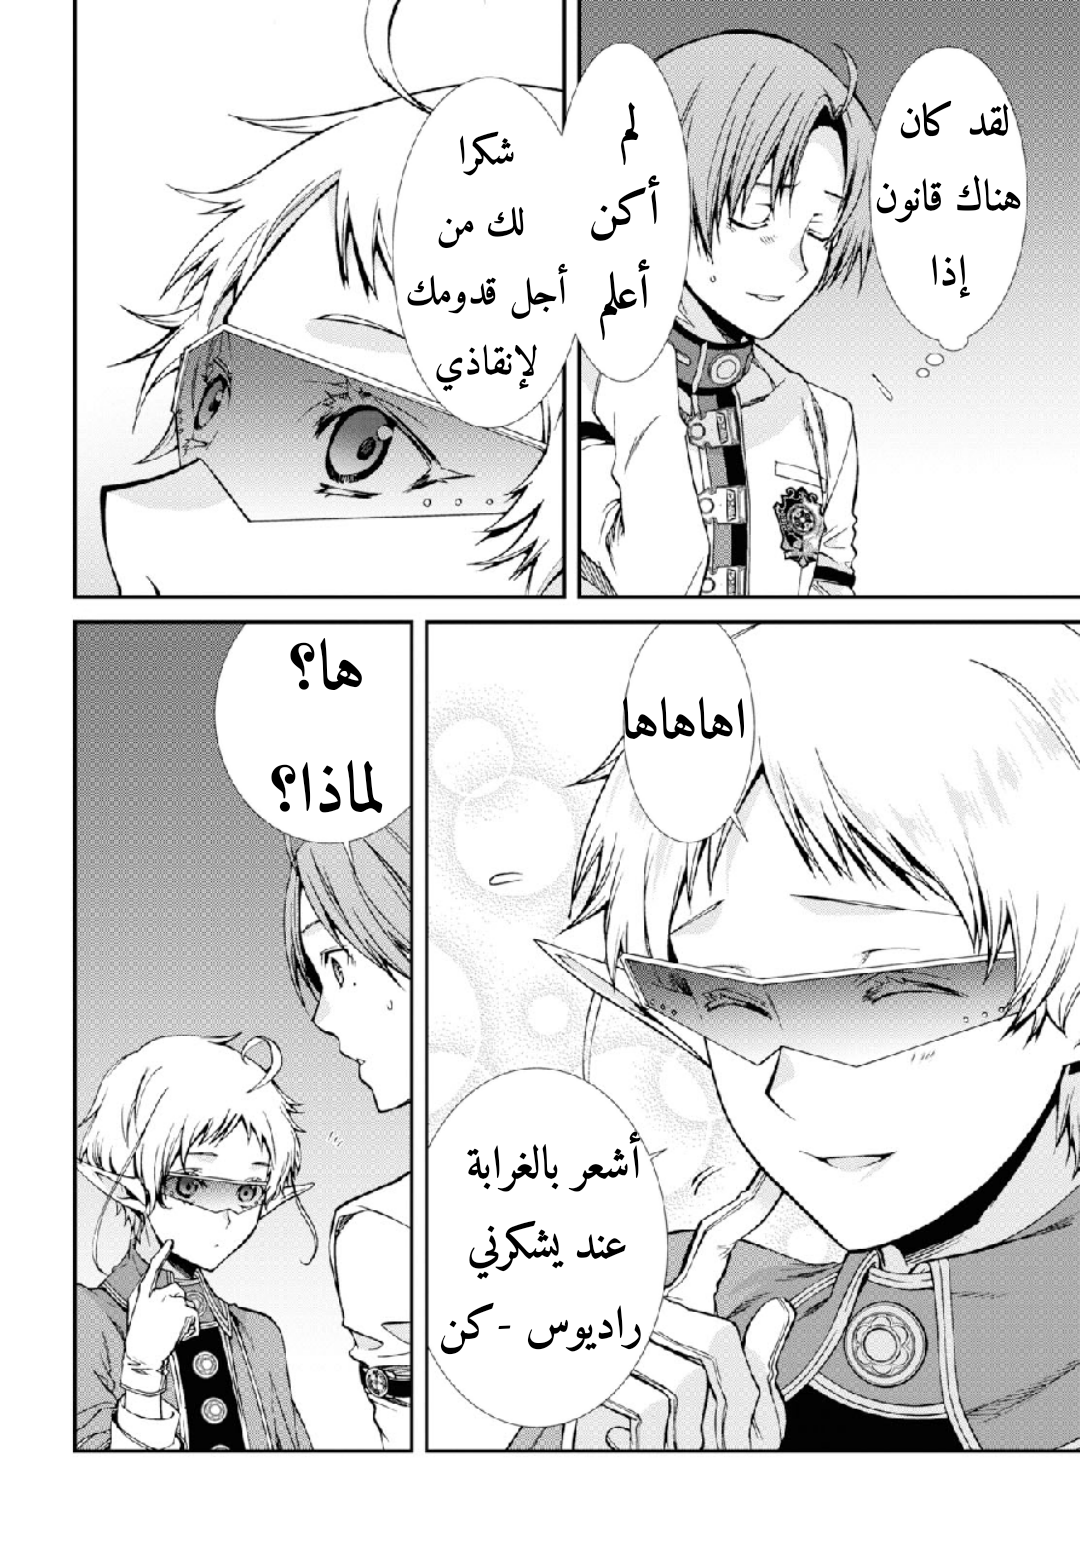 لقد كان
هناك قانون
إذا
لم
أكن
أعلم
شكرا
لك من
أجل قدومك
لإنقاذي
اهاهاها
أشعر بالغرابة
عند يشكرني
راديوس - كن
ها؟
لماذا؟